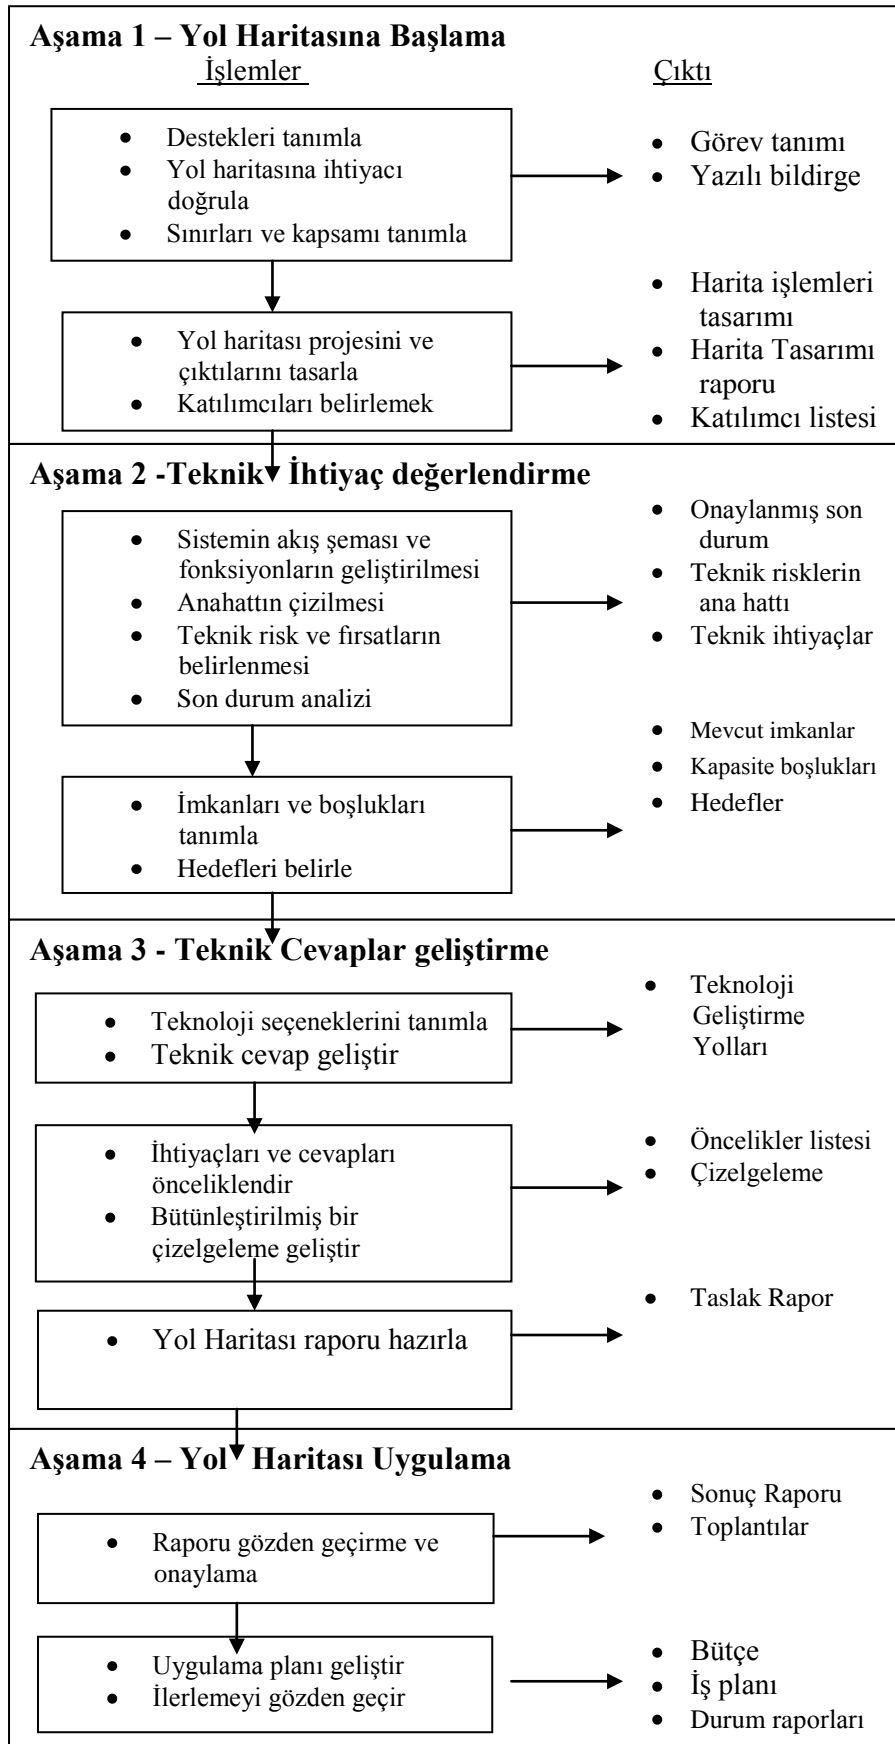 Aşama 1 – Yol Haritasına Başlama
İşlemler
Çıktı
• Destekleri tanımla
• Yol haritasına ihtiyacı
doğrula
• Sınırları ve kapsamı tanımla
• Görev tanımı
• Yazılı bildirge
• Yol haritası projesini ve
çıktılarını tasarla
• Katılımcıları belirlemek
• Harita işlemleri
tasarımı
• Harita Tasarımı
raporu
• Katılımcı listesi
Aşama 2 -Teknik İhtiyaç değerlendirme
• Sistemin akış şeması ve
fonksiyonların geliştirilmesi
• Anahattın çizilmesi
• Teknik risk ve fırsatların
belirlenmesi
• Son durum analizi
• Onaylanmış son
durum
• Teknik risklerin
ana hattı
• Teknik ihtiyaçlar
• İmkanları ve boşlukları
tanımla
• Hedefleri belirle
• Mevcut imkanlar
• Kapasite boşlukları
• Hedefler
Aşama 3 - Teknik Cevaplar geliştirme
• Teknoloji seçeneklerini tanımla
• Teknik cevap geliştir
• Teknoloji
Geliştirme
Yolları
• İhtiyaçları ve cevapları
önceliklendir
• Bütünleştirilmiş bir
çizelgeleme geliştir
• Öncelikler listesi
• Çizelgeleme
• Yol Haritası raporu hazırla
• Taslak Rapor
Aşama 4 – Yol Haritası Uygulama
• Raporu gözden geçirme ve
onaylama
• Sonuç Raporu
• Toplantılar
• Uygulama planı geliştir
• İlerlemeyi gözden geçir
• Bütçe
• İş planı
• Durum raporları